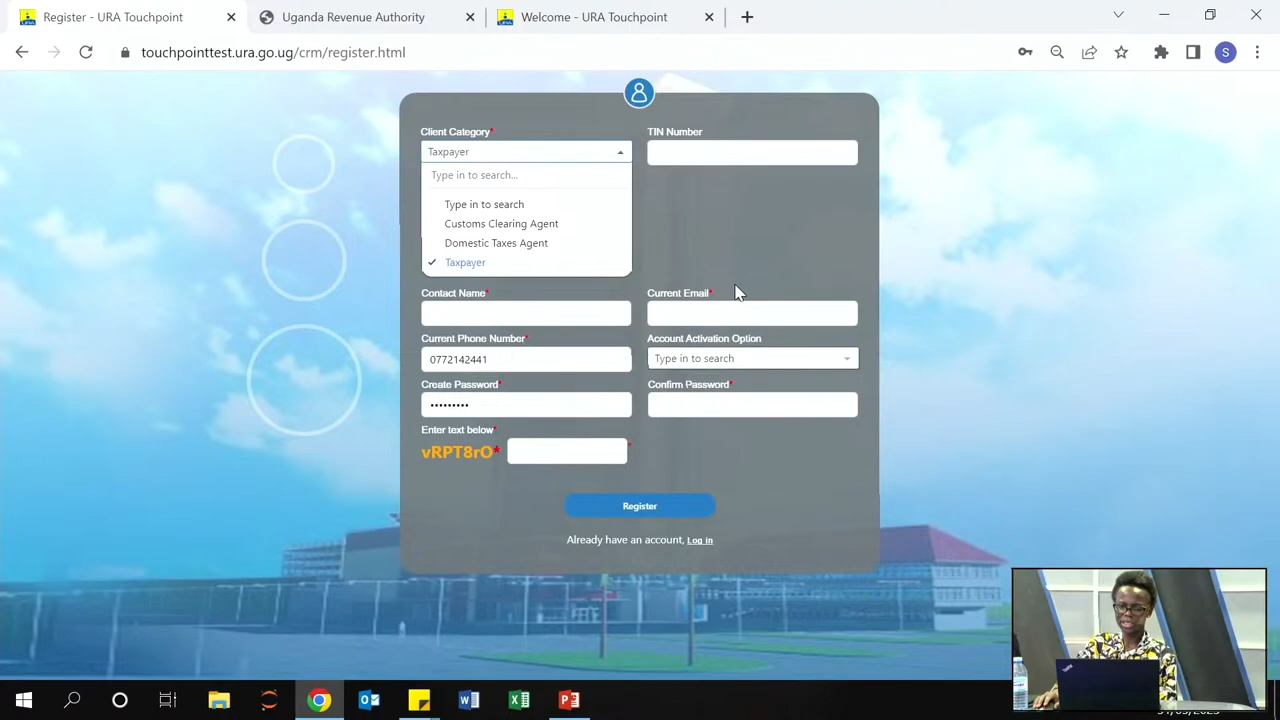 Register - URA Touchpoint
Uganda Revenue Authority
Welcome - URA Touchpoint
touchpointtest.ura.go.ug/crm/register.html
S
Client Category*
TIN Number
Taxpayer
Type in to search...
Type in to search
Customs Clearing Agent
Domestic Taxes Agent
Taxpayer
Contact Name*
Current Email*
Current Phone Number*
Account Activation Option
0772142441
Type in to search
Create Password*
Confirm Password*
•••••••••
Enter text below*
vRPT8rO*
*
Register
Already have an account, Log in